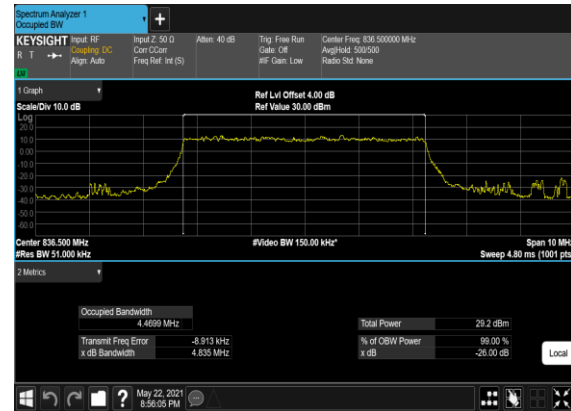 Spectrum Analyzer 1
Occupied BW
+
KEYSIGHT
R T
LXI
Input: RF
Coupling: DC
Align: Auto
Input Z: 50 Ω
Corr CCorr
Freq Ref: Int (S)
Atten: 40 dB
Trig: Free Run
Gate: Off
#IF Gain: Low
Center Freq: 836.500000 MHz
Avg|Hold: 500/500
Radio Std: None
1 Graph
Scale/Div 10.0 dB
Ref Lvl Offset 4.00 dB
Ref Value 30.00 dBm
Log
20.0
10.0
0.00
-10.0
-20.0
-30.0
-40.0
-50.0
-60.0
Center 836.500 MHz
#Res BW 51.000 kHz
#Video BW 150.00 kHz*
Span 10 MHz
Sweep 4.80 ms (1001 pts)
2 Metrics
Occupied Bandwidth
4.4699 MHz
Transmit Freq Error -8.913 kHz
x dB Bandwidth 4.835 MHz
Total Power 29.2 dBm
% of OBW Power 99.00 %
x dB -26.00 dB
Local
?
May 22, 2021
8:56:05 PM